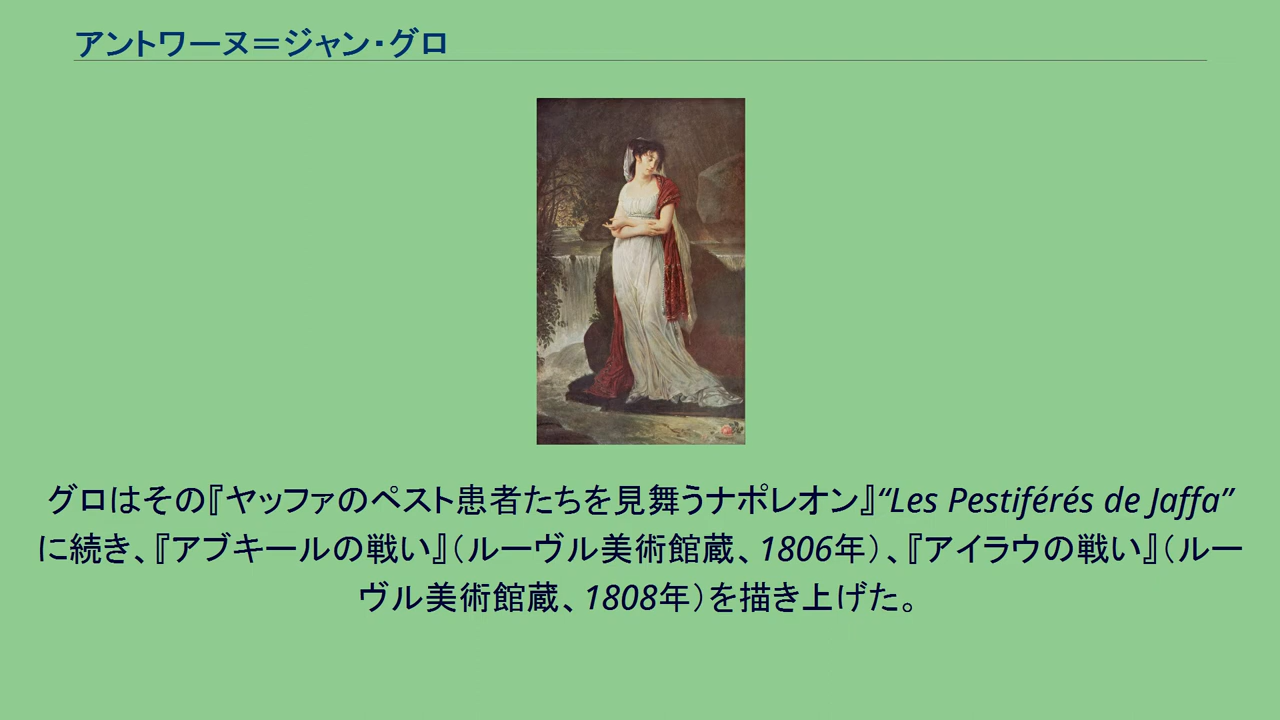 アントワーヌ＝ジャン・グロ
グロはその『ヤッファのペスト患者たちを見舞うナポレオン』“Les Pestiférés de Jaffa”
に続き、『アブキールの戦い』（ルーヴル美術館蔵、1806年）、『アイラウの戦い』（ルー
ヴル美術館蔵、1808年）を描き上げた。